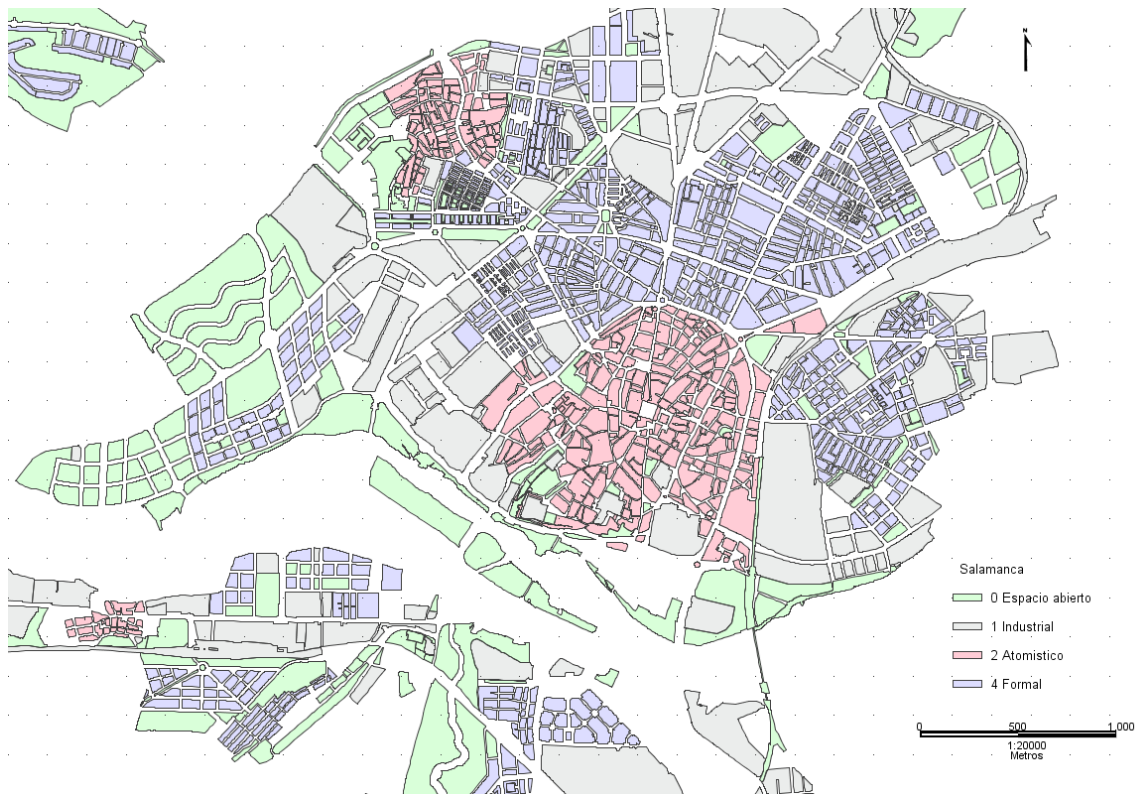 N
Salamanca
0 Espacio abierto
1 Industrial
2 Atomistico
4 Formal
0 500 1.000
1:20000
Metros